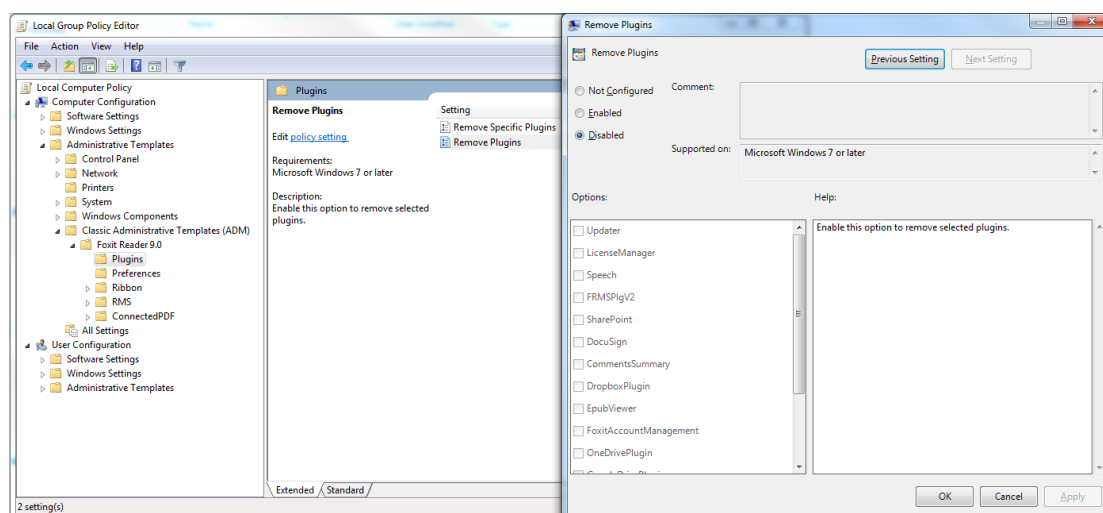 Local Group Policy Editor
File Action View Help
Local Computer Policy
Computer Configuration
Software Settings
Windows Settings
Administrative Templates
Control Panel
Network
Printers
System
Windows Components
Classic Administrative Templates (ADM)
Foxit Reader 9.0
Plugins
Preferences
Ribbon
RMS
ConnectedPDF
All Settings
User Configuration
Software Settings
Windows Settings
Administrative Templates
2 setting(s)
Plugins
Remove Plugins
Edit policy setting.
Requirements:
Microsoft Windows 7 or later
Description:
Enable this option to remove selected
plugins.
Setting
Remove Specific Plugins
Remove Plugins
Extended Standard
Remove Plugins
Remove Plugins
Previous Setting Next Setting
Not Configured
Enabled
Disabled
Comment:
Supported on:
Microsoft Windows 7 or later
Options:
Help:
Updater
LicenseManager
Speech
FRMSPlgV2
SharePoint
DocuSign
CommentsSummary
DropboxPlugin
EpubViewer
FoxitAccountManagement
OneDrivePlugin
Enable this option to remove selected plugins.
OK Cancel Apply